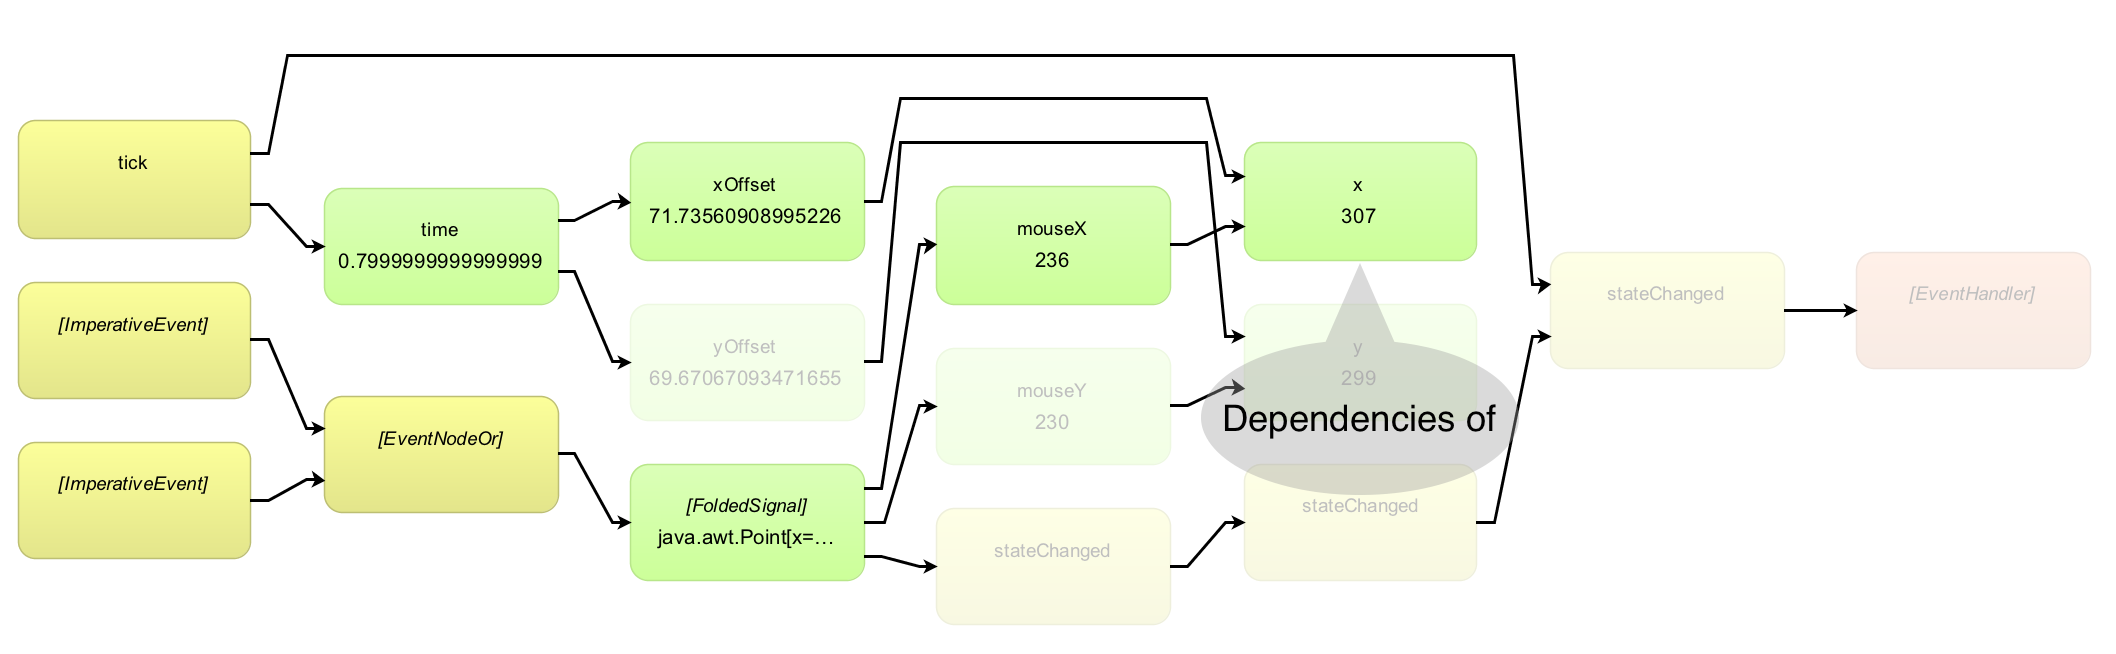 tick
[ImperativeEvent]
[ImperativeEvent]
time
0.7999999999999999
[EventNodeOr]
xOffset
71.73560908995226
yOffset
69.67067093471655
[FoldedSignal]
java.awt.Point[x=…
mouseX
236
mouseY
230
stateChanged
x
307
y
299
Dependencies of
stateChanged
stateChanged
[EventHandler]